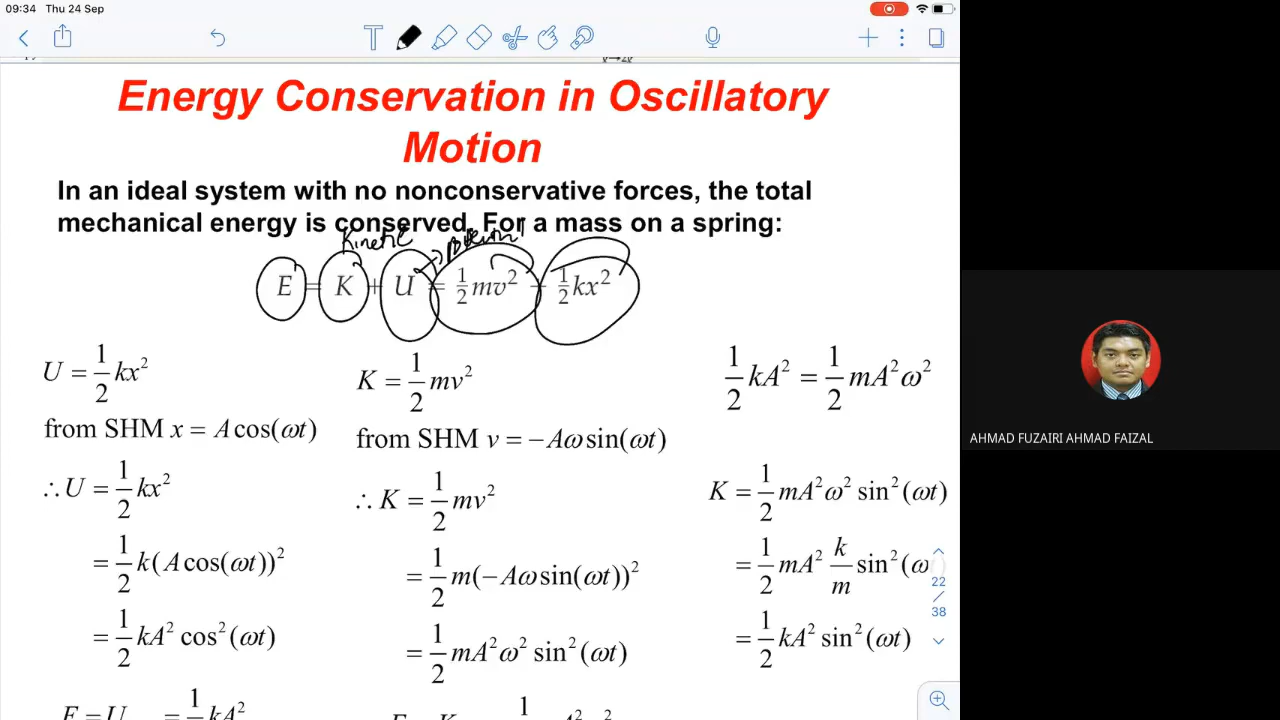 09:34 Thu 24 Sep
Energy Conservation in Oscillatory
Motion
In an ideal system with no nonconservative forces, the total
mechanical energy is conserved. For a mass on a spring:
Kinetic
E = K + U = 1/2 mv² + 1/2 kx²
U = 1/2 kx²
from SHM x = A cos(ωt)
∴ U = 1/2 kx²
= 1/2 k(A cos(ωt))²
= 1/2 kA² cos²(ωt)
K = 1/2 mv²
from SHM v = −Aω sin(ωt)
∴ K = 1/2 mv²
= 1/2 m(−Aω sin(ωt))²
= 1/2 mA²ω² sin²(ωt)
1/2 kA² = 1/2 mA²ω²
K = 1/2 mA²ω² sin²(ωt)
= 1/2 mA² k/m sin²(ω
= 1/2 kA² sin²(ωt)
22
/
38
AHMAD FUZAIRI AHMAD FAIZAL